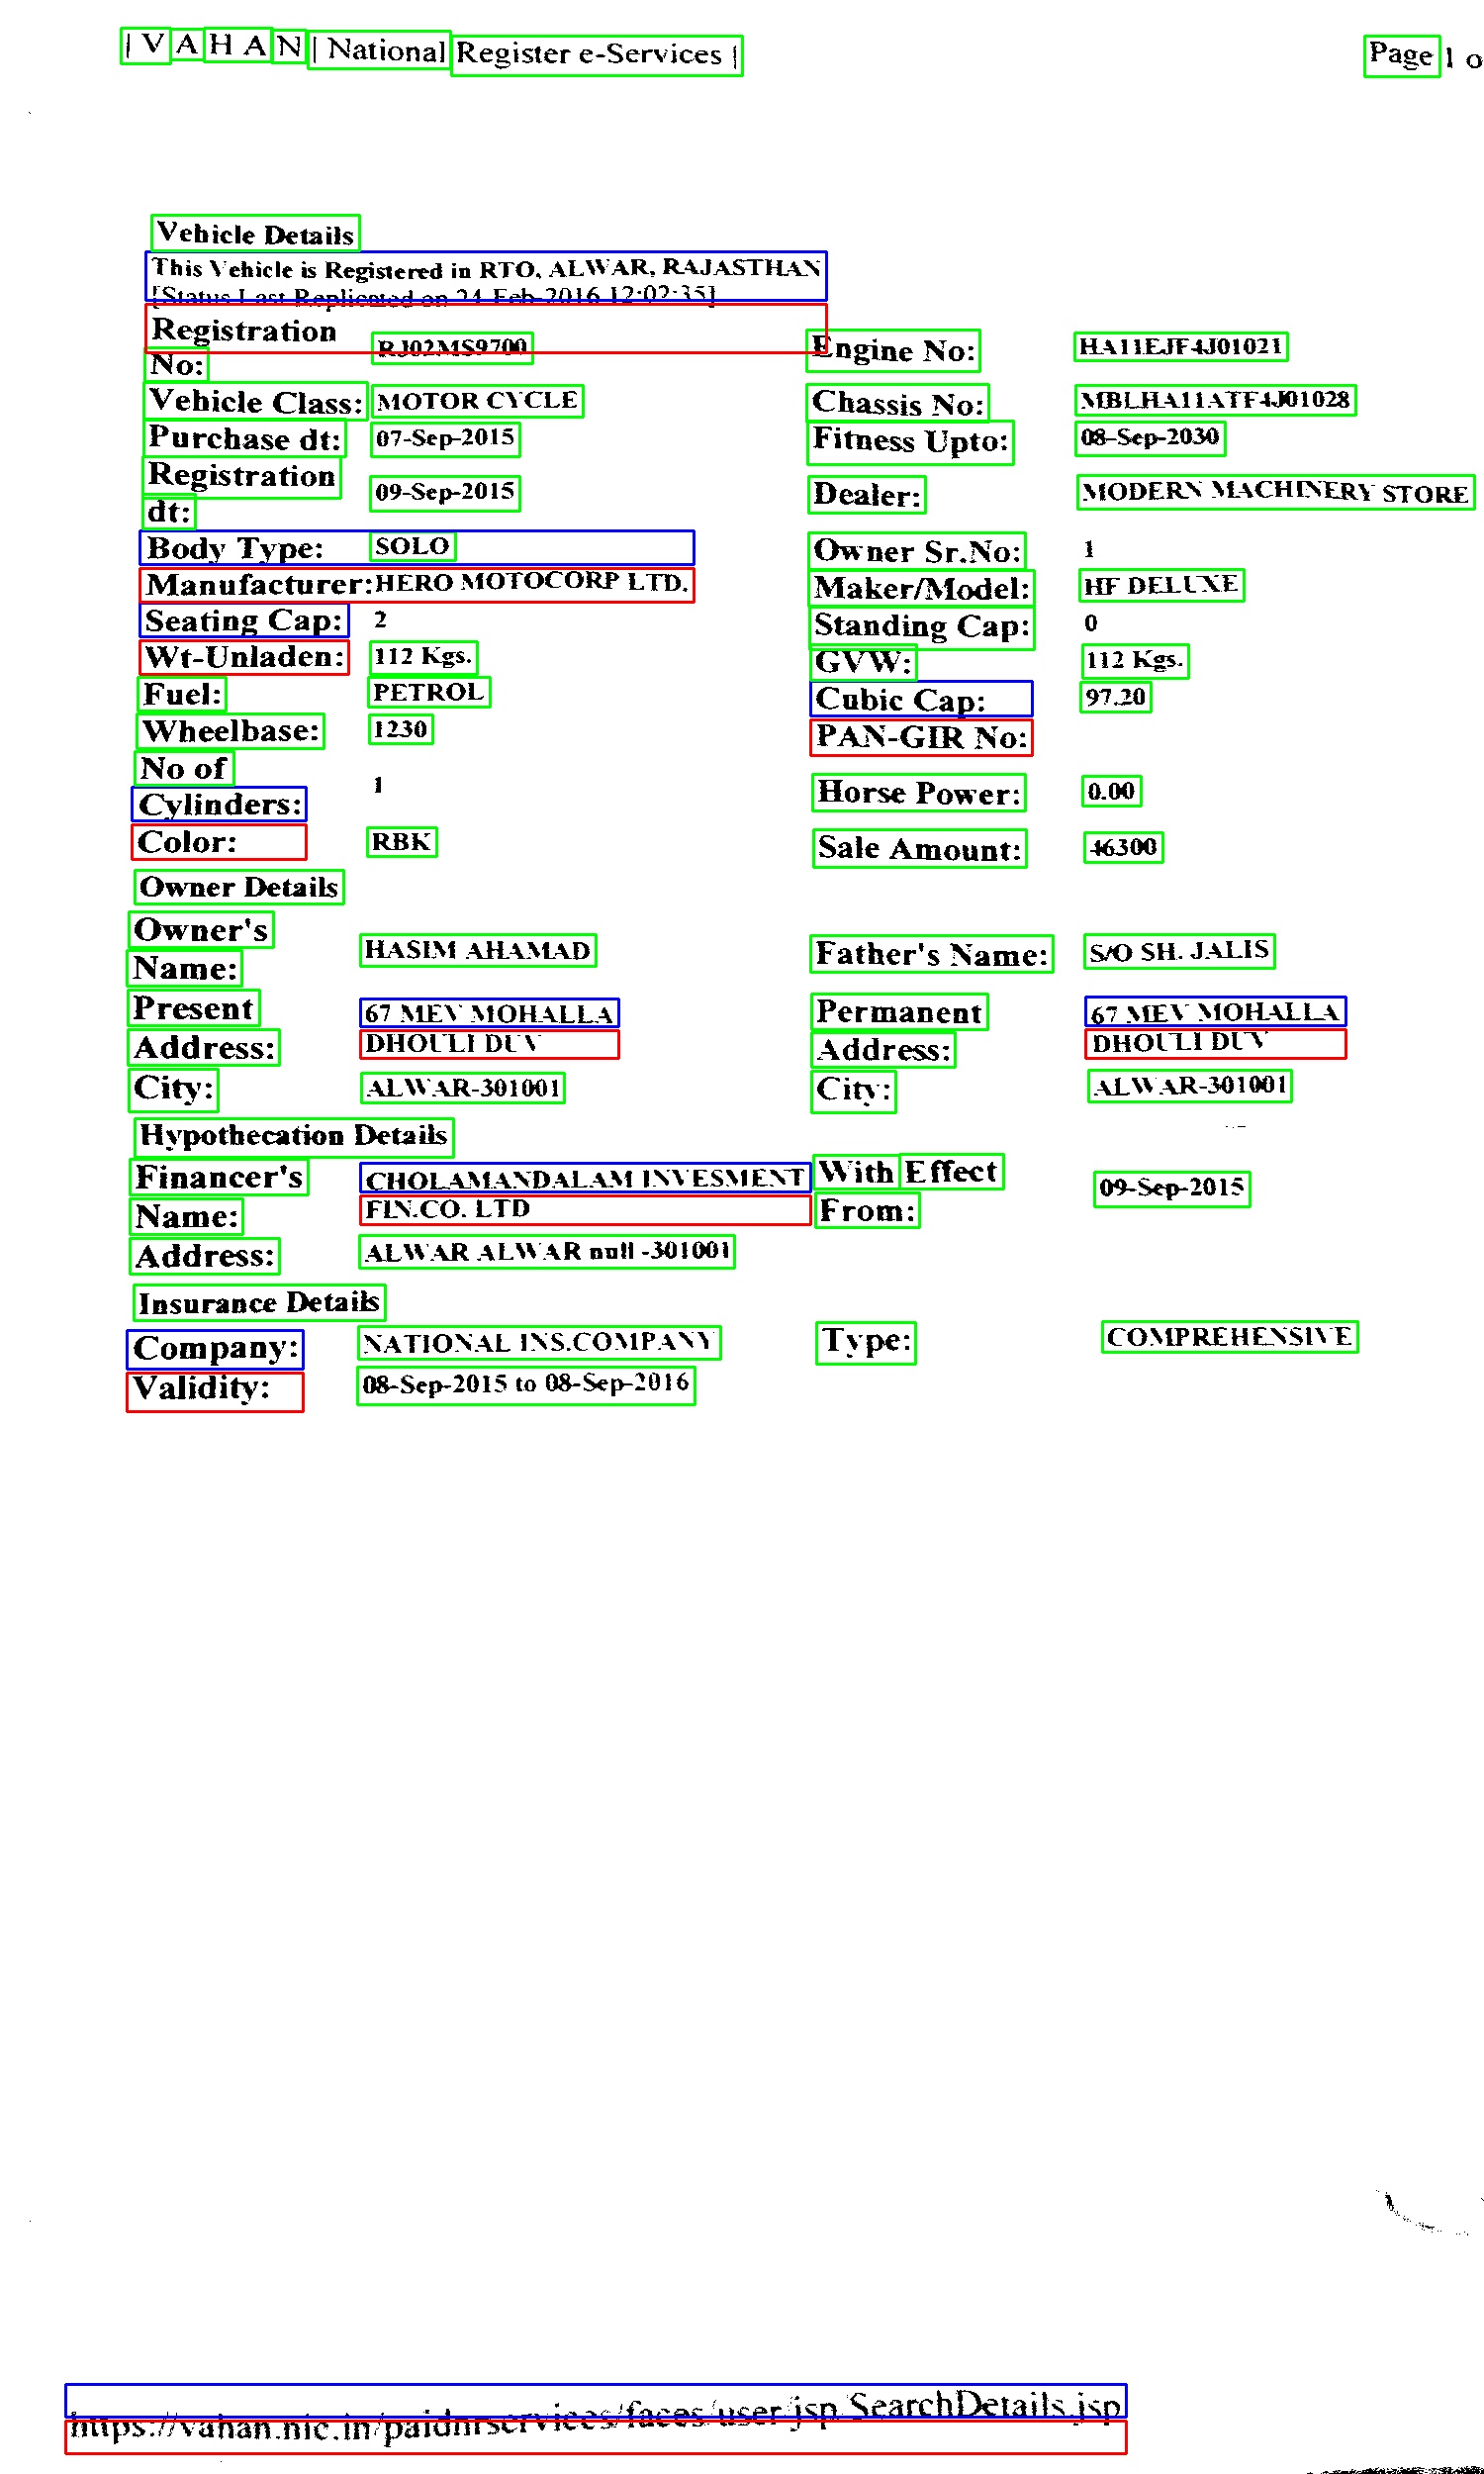 | V A H A N | National Register e-Services | Page 1 o
Vehicle Details
This Vehicle is Registered in RTO, ALWAR, RAJASTHAN
[Status Last Replicated on 24-Feb-2016 12:02:35]
Registration No: RJ02MS9700 Engine No: HA11EJF4J01021
Vehicle Class: MOTOR CYCLE Chassis No: MBLHA11ATF4J01028
Purchase dt: 07-Sep-2015 Fitness Upto: 08-Sep-2030
Registration dt: 09-Sep-2015 Dealer: MODERN MACHINERY STORE
Body Type: SOLO Owner Sr.No: 1
Manufacturer: HERO MOTOCORP LTD. Maker/Model: HF DELUXE
Seating Cap: 2 Standing Cap: 0
Wt-Unladen: 112 Kgs. GVW: 112 Kgs.
Fuel: PETROL Cubic Cap: 97.20
Wheelbase: 1230 PAN-GIR No:
No of Cylinders: 1 Horse Power: 0.00
Color: RBK Sale Amount: 46300
Owner Details
Owner's Name: HASIM AHAMAD Father's Name: S/O SH. JALIS
Present Address: 67 MEV MOHALLA DHOULI DUV Permanent Address: 67 MEV MOHALLA DHOULI DUV
City: ALWAR-301001 City: ALWAR-301001
Hypothecation Details
Financer's Name: CHOLAMANDALAM INVESMENT FIN.CO. LTD With Effect From: 09-Sep-2015
Address: ALWAR ALWAR null -301001
Insurance Details
Company: NATIONAL INS.COMPANY Type: COMPREHENSIVE
Validity: 08-Sep-2015 to 08-Sep-2016
https://vahan.nic.in/paidnrservices/faces/user/jsp/SearchDetails.jsp